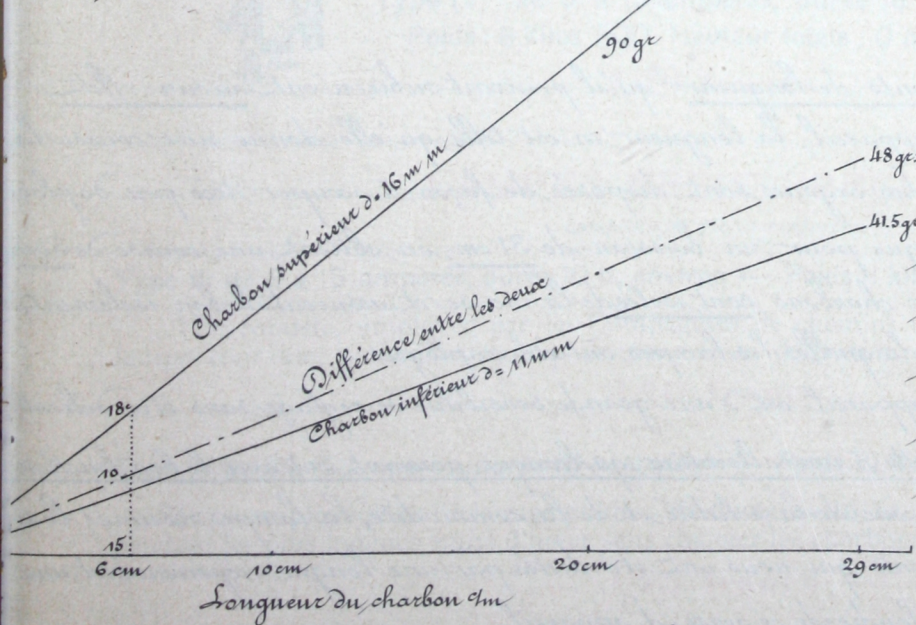 90 gr
48 gr.
41.5 gr
Charbon supérieur d=16 mm
Différence entre les deux
Charbon inférieur d=11 mm
18
10
15
6 cm 10 cm 20 cm 29 cm
Longueur du charbon